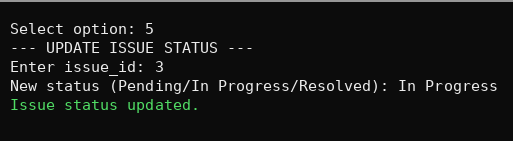 Select option: 5
--- UPDATE ISSUE STATUS ---
Enter issue_id: 3
New status (Pending/In Progress/Resolved): In Progress
Issue status updated.